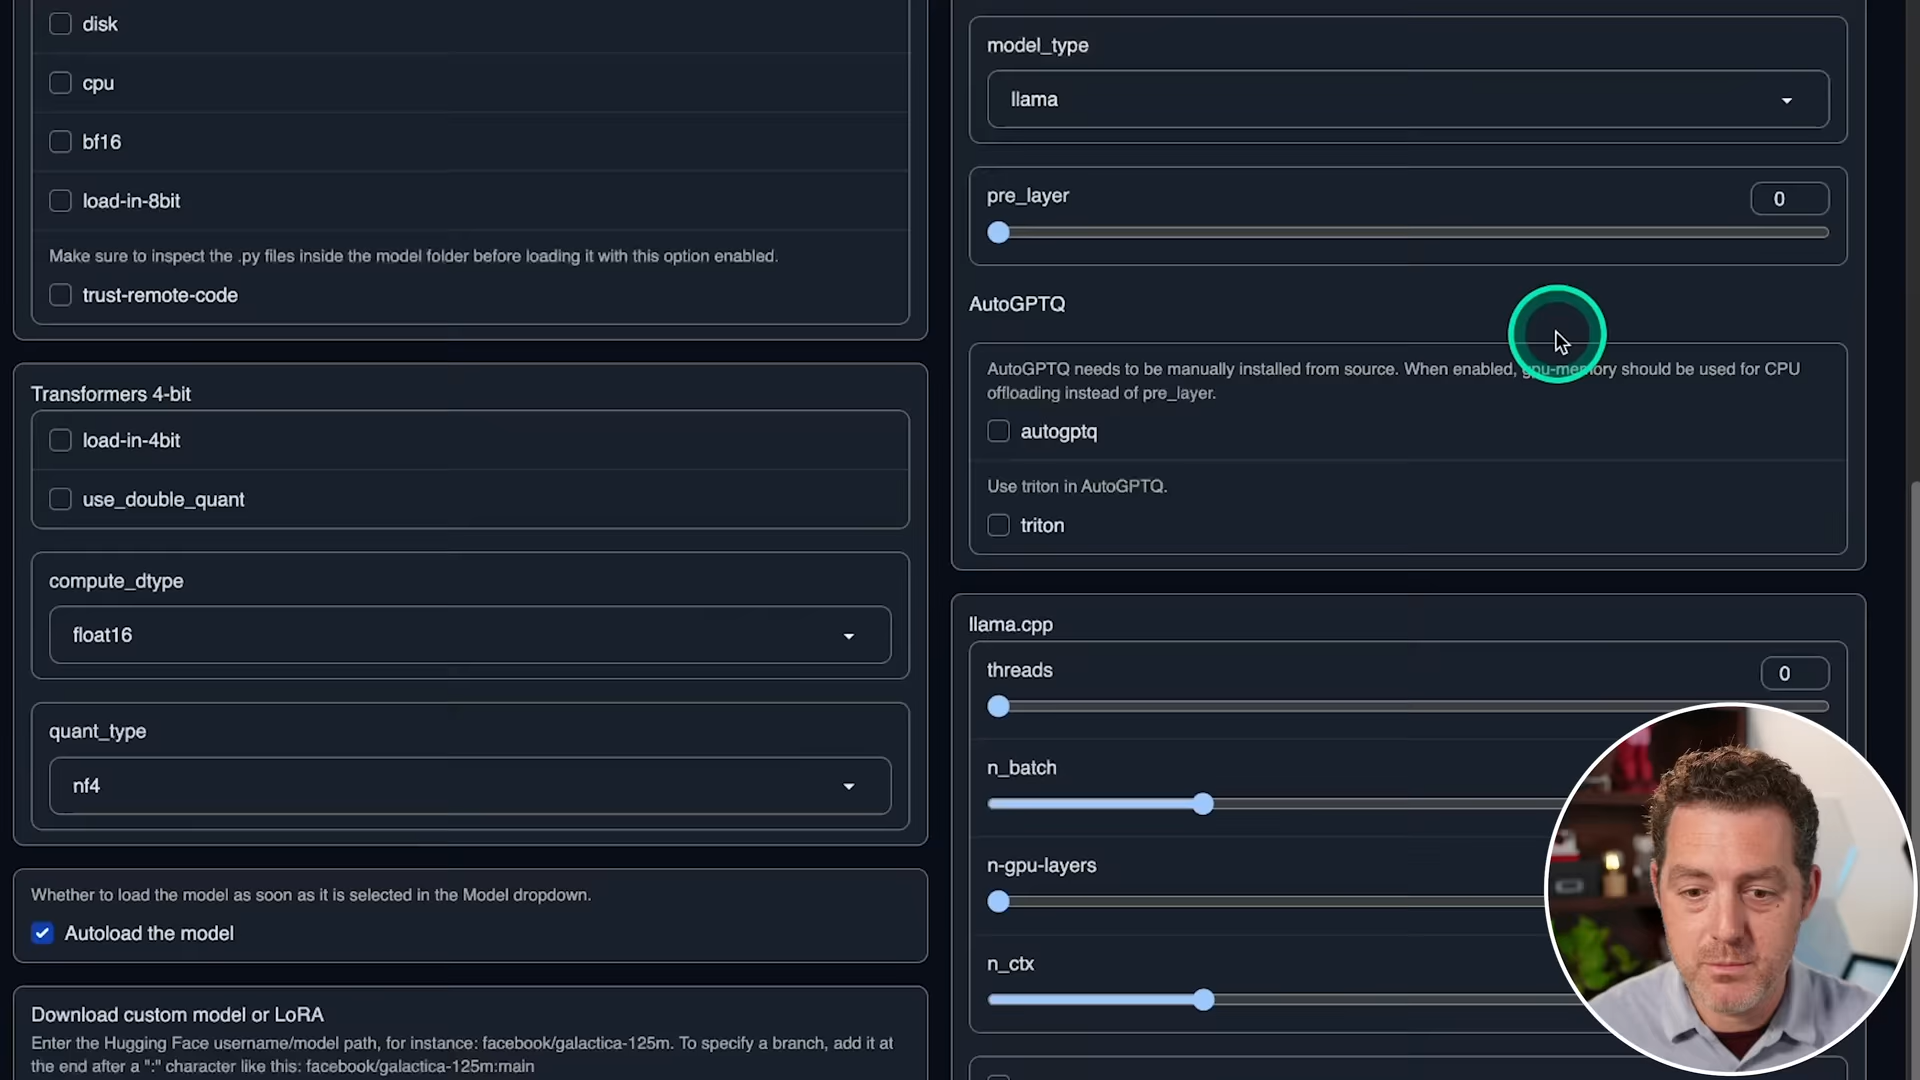 disk
cpu
bf16
load-in-8bit
Make sure to inspect the .py files inside the model folder before loading it with this option enabled.
trust-remote-code
Transformers 4-bit
load-in-4bit
use_double_quant
compute_dtype
float16
quant_type
nf4
Whether to load the model as soon as it is selected in the Model dropdown.
Autoload the model
Download custom model or LoRA
Enter the Hugging Face username/model path, for instance: facebook/galactica-125m. To specify a branch, add it at
the end after a ":" character like this: facebook/galactica-125m:main
model_type
llama
pre_layer
0
AutoGPTQ
AutoGPTQ needs to be manually installed from source. When enabled, gpu-memory should be used for CPU
offloading instead of pre_layer.
autogptq
Use triton in AutoGPTQ.
triton
llama.cpp
threads
0
n_batch
n-gpu-layers
n_ctx